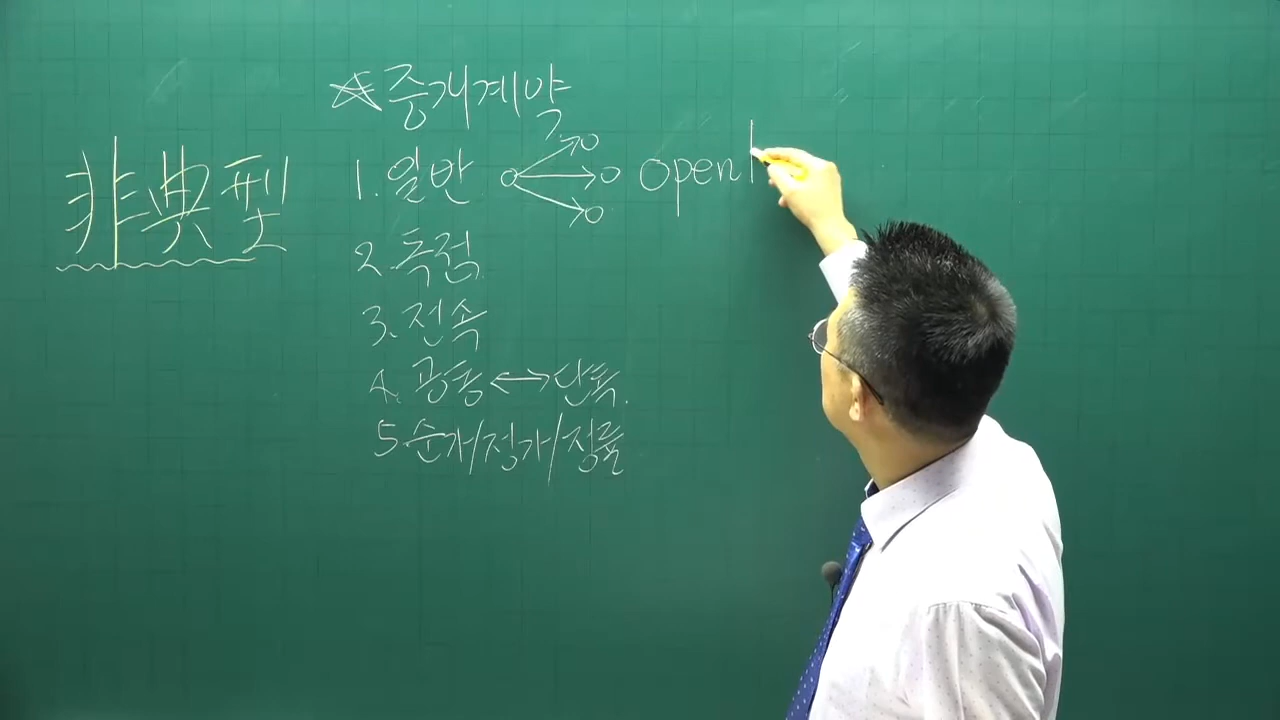 非典型
☆중개계약
1. 일반 open l
2. 독점
3. 전속
4. 공동 ↔ 단독.
5. 순가/정가/정률